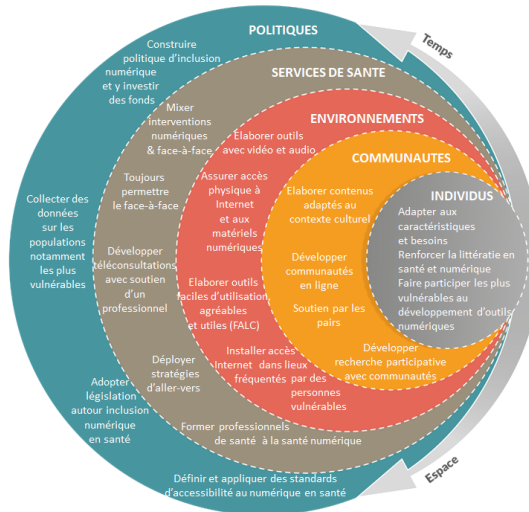 POLITIQUES
Construire
politique d'inclusion
numérique
et y investir
des fonds
Collecter des
données
sur les
populations
notamment
les plus
vulnérables
Adopter
législation
autour inclusion
numérique
en santé
Définir et appliquer des standards
d'accessibilité au numérique en santé
SERVICES DE SANTE
Mixer
interventions
numériques
& face-à-face
Toujours
permettre
le face-à-face
Développer
téléconsultations
avec soutien
d'un
professionnel
Déployer
stratégies
d'aller-vers
Former professionnels
de santé à la santé numérique
ENVIRONNEMENTS
Élaborer outils
avec vidéo et audio
Assurer accès
physique à
Internet
et aux
matériels
numériques
Elaborer outils
faciles d'utilisation,
agréables
et utiles (FALC)
Installer accès
Internet dans lieux
fréquentés par des
personnes
vulnérables
COMMUNAUTES
Elaborer contenus
adaptés au
contexte culturel
Développer
communautés
en ligne
Soutien par les
pairs
Développer
recherche participative
avec communautés
INDIVIDUS
Adapter aux
caractéristiques
et besoins
Renforcer la littératie en
santé et numérique
Faire participer les plus
vulnérables au
développement d'outils
numériques
Temps
Espace